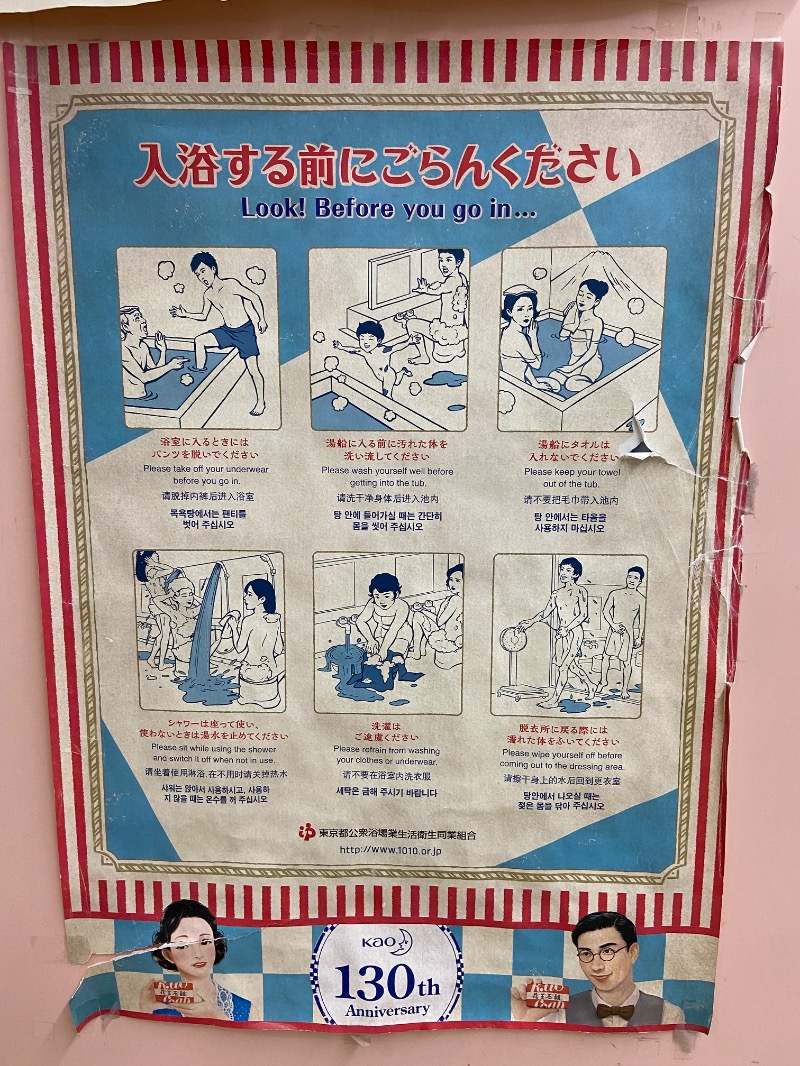 入浴する前にごらんください
Look! Before you go in...
浴室に入るときには
パンツを脱いでください
Please take off your underwear
before you go in.
请脱掉内裤后进入浴室
목욕탕에서는 팬티를
벗어 주십시오
湯船に入る前に汚れた体を
洗い流してください
Please wash yourself well before
getting into the tub.
请洗干净身体后进入池内
탕 안에 들어가실 때는 간단히
몸을 씻어 주십시오
湯船にタオルは
入れないでください
Please keep your towel
out of the tub.
请不要把毛巾带入池内
탕 안에서는 타올을
사용하지 마십시오
シャワーは座って使い、
使わないときは湯水を止めてください
Please sit while using the shower
and switch it off when not in use.
请坐着使用淋浴,在不用时请关掉热水
샤워는 앉아서 사용하시고, 사용하
지 않을 때는 온수를 꺼 주십시오
洗濯は
ご遠慮ください
Please refrain from washing
your clothes or underwear.
请不要在浴室内洗衣服
세탁은 금해 주시기 바랍니다
脱衣所に戻る際には
濡れた体をふいてください
Please wipe yourself off before
coming out to the dressing area.
请擦干身上的水后回到更衣室
탕안에서 나오실 때는
젖은 몸을 닦아 주십시오
東京都公衆浴場業生活衛生同業組合
http://www.1010.or.jp
Kao
130th
Anniversary